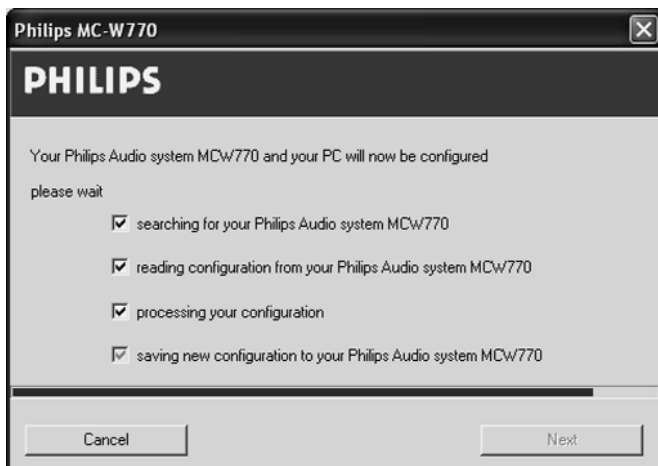 Philips MC-W770
PHILIPS
Your Philips Audio system MCW770 and your PC will now be configured
please wait
searching for your Philips Audio system MCW770
reading configuration from your Philips Audio system MCW770
processing your configuration
saving new configuration to your Philips Audio system MCW770
Cancel
Next